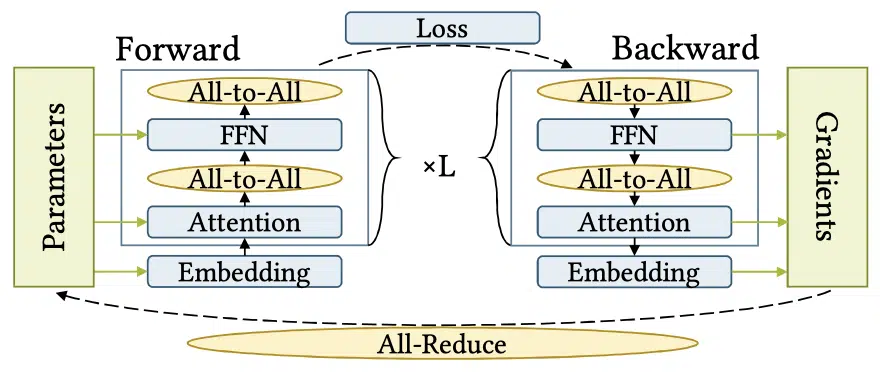 Loss
Forward
Backward
Parameters
All-to-All
FFN
All-to-All
Attention
Embedding
×L
All-to-All
FFN
All-to-All
Attention
Embedding
Gradients
All-Reduce